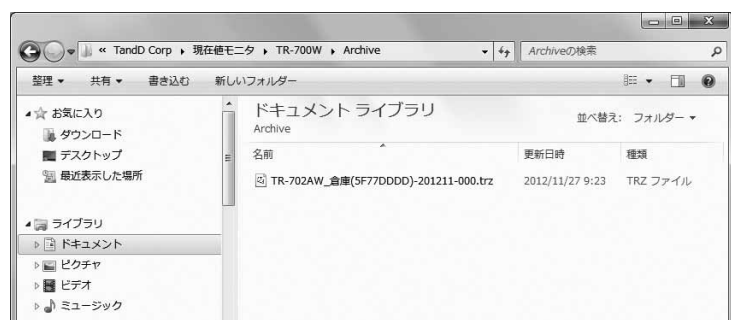 « TandD Corp ▸ 現在値モニタ ▸ TR-700W ▸ Archive
Archiveの検索
整理 ▼ 共有 ▼ 書き込む 新しいフォルダー
お気に入り
ダウンロード
デスクトップ
最近表示した場所
ライブラリ
ドキュメント
ピクチャ
ビデオ
ミュージック
ドキュメント ライブラリ
Archive
並べ替え: フォルダー ▼
名前 更新日時 種類
TR-702AW_倉庫(5F77DDDD)-201211-000.trz 2012/11/27 9:23 TRZ ファイル